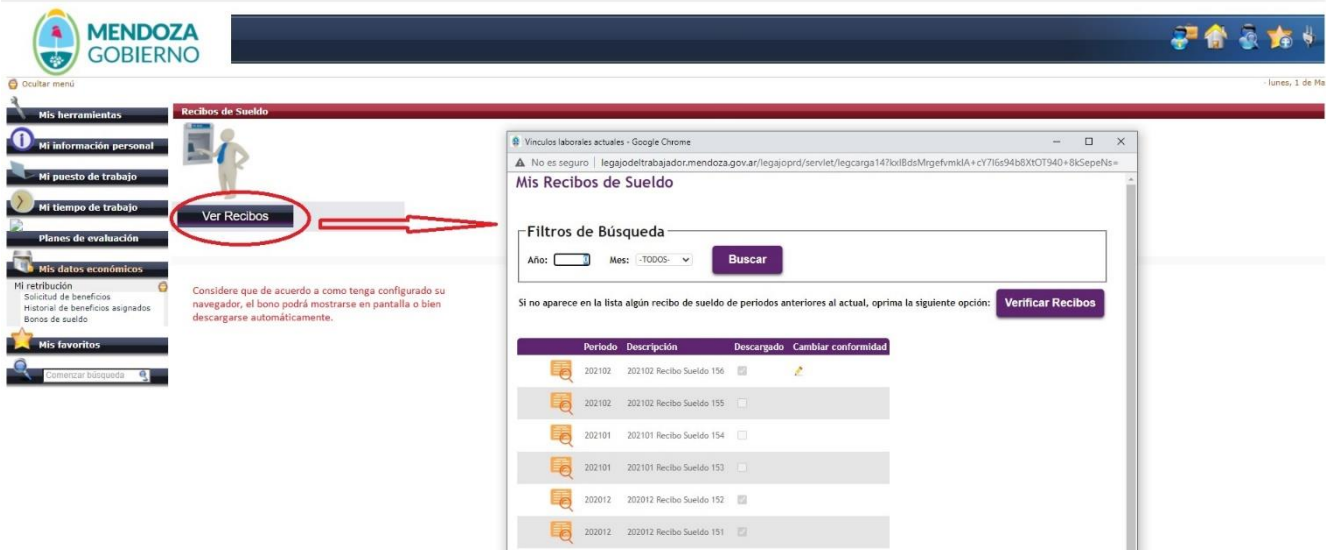 MENDOZA
GOBIERNO
Ocultar menú
lunes, 1 de Ma
Mis herramientas
Mi información personal
Mi puesto de trabajo
Mi tiempo de trabajo
Planes de evaluación
Mis datos económicos
Mi retribución
Solicitud de beneficios
Historial de beneficios asignados
Bonos de sueldo
Mis favoritos
Comenzar búsqueda
Recibos de Sueldo
Ver Recibos
Considere que de acuerdo a como tenga configurado su
navegador, el bono podrá mostrarse en pantalla o bien
descargarse automáticamente.
Vinculos laborales actuales - Google Chrome
No es seguro | legajodeltrabajador.mendoza.gov.ar/legajoprd/servlet/legcarga14?
Mis Recibos de Sueldo
Filtros de Búsqueda
Año: 0 Mes: -TODOS- Buscar
Si no aparece en la lista algún recibo de sueldo de periodos anteriores al actual, oprima la siguiente opción: Verificar Recibos
Periodo Descripción Descargado Cambiar conformidad
202102 202102 Recibo Sueldo 156
202102 202102 Recibo Sueldo 155
202101 202101 Recibo Sueldo 154
202101 202101 Recibo Sueldo 153
202012 202012 Recibo Sueldo 152
202012 202012 Recibo Sueldo 151